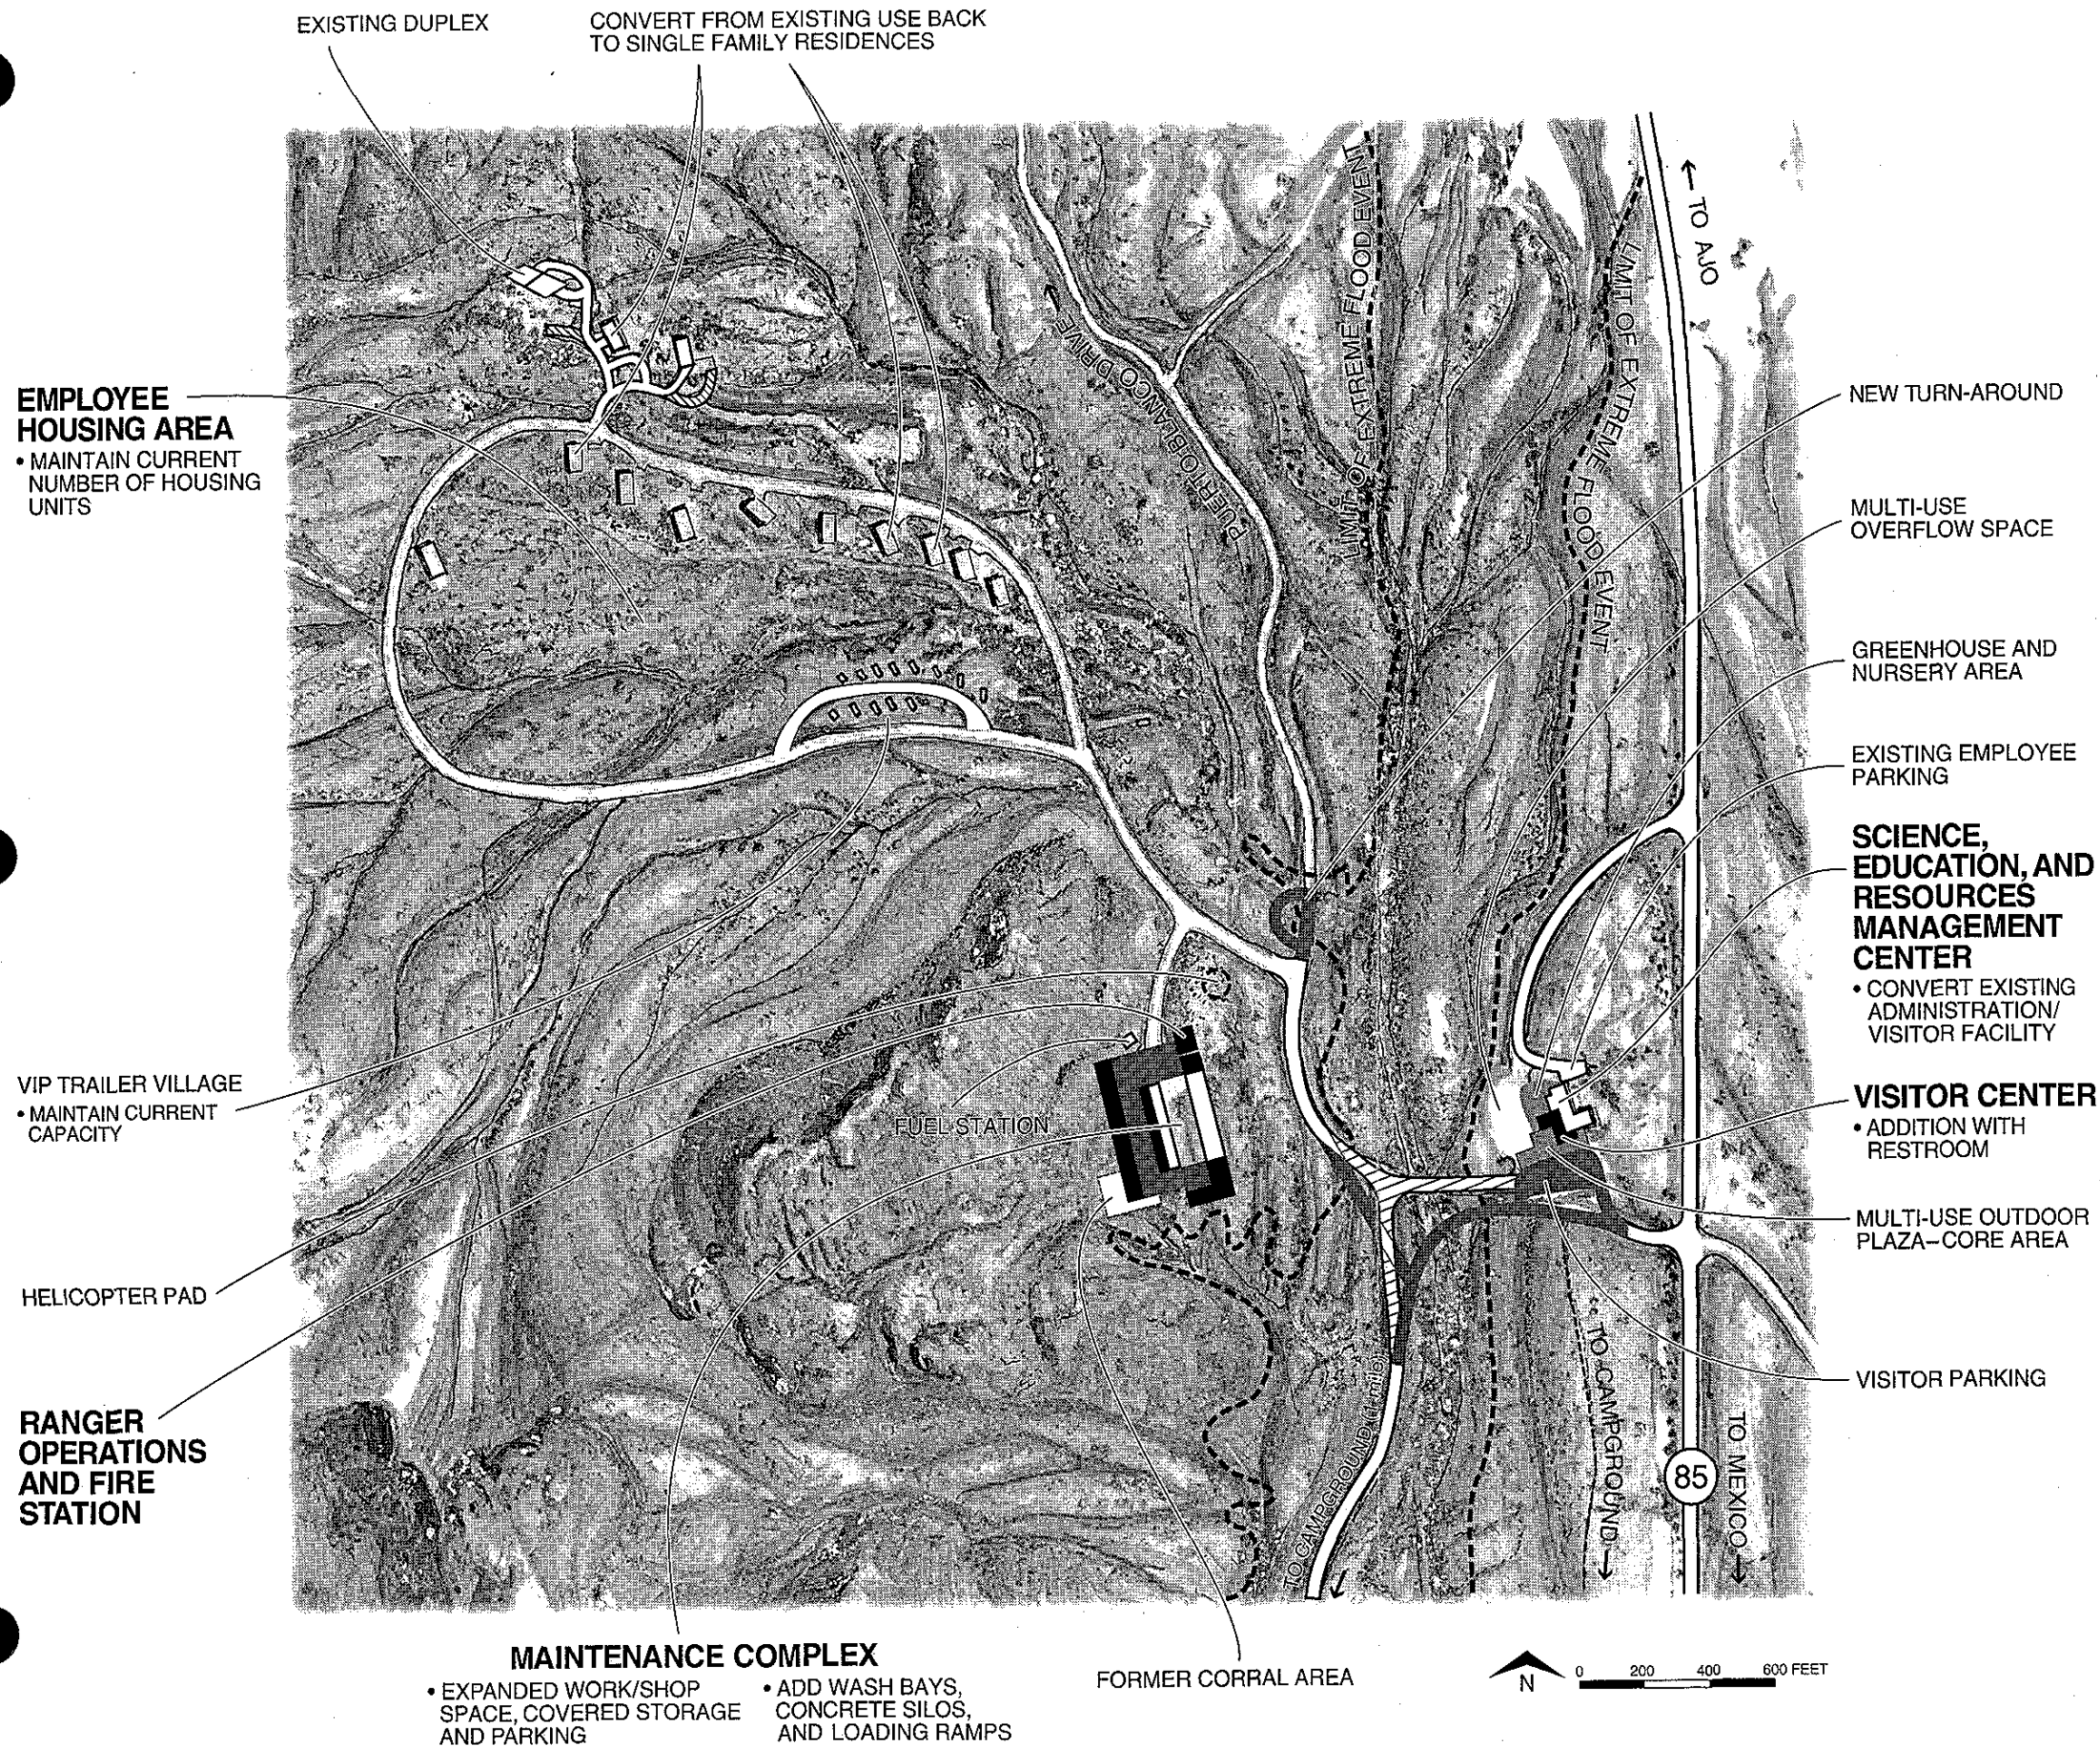 EXISTING DUPLEX
CONVERT FROM EXISTING USE BACK
TO SINGLE FAMILY RESIDENCES
EMPLOYEE
HOUSING AREA
• MAINTAIN CURRENT
NUMBER OF HOUSING
UNITS
VIP TRAILER VILLAGE
• MAINTAIN CURRENT
CAPACITY
HELICOPTER PAD
RANGER
OPERATIONS
AND FIRE
STATION
PUERTO BLANCO DRIVE
LIMIT OF EXTREME FLOOD EVENT
LIMIT OF EXTREME FLOOD EVENT
← TO AJO
FUEL STATION
TO CAMPGROUND (1 mile)
TO CAMPGROUND →
85
TO MEXICO →
NEW TURN-AROUND
MULTI-USE
OVERFLOW SPACE
GREENHOUSE AND
NURSERY AREA
EXISTING EMPLOYEE
PARKING
SCIENCE,
EDUCATION, AND
RESOURCES
MANAGEMENT
CENTER
• CONVERT EXISTING
ADMINISTRATION/
VISITOR FACILITY
VISITOR CENTER
• ADDITION WITH
RESTROOM
MULTI-USE OUTDOOR
PLAZA–CORE AREA
VISITOR PARKING
MAINTENANCE COMPLEX
• EXPANDED WORK/SHOP
SPACE, COVERED STORAGE
AND PARKING
• ADD WASH BAYS,
CONCRETE SILOS,
AND LOADING RAMPS
FORMER CORRAL AREA
N
0 200 400 600 FEET